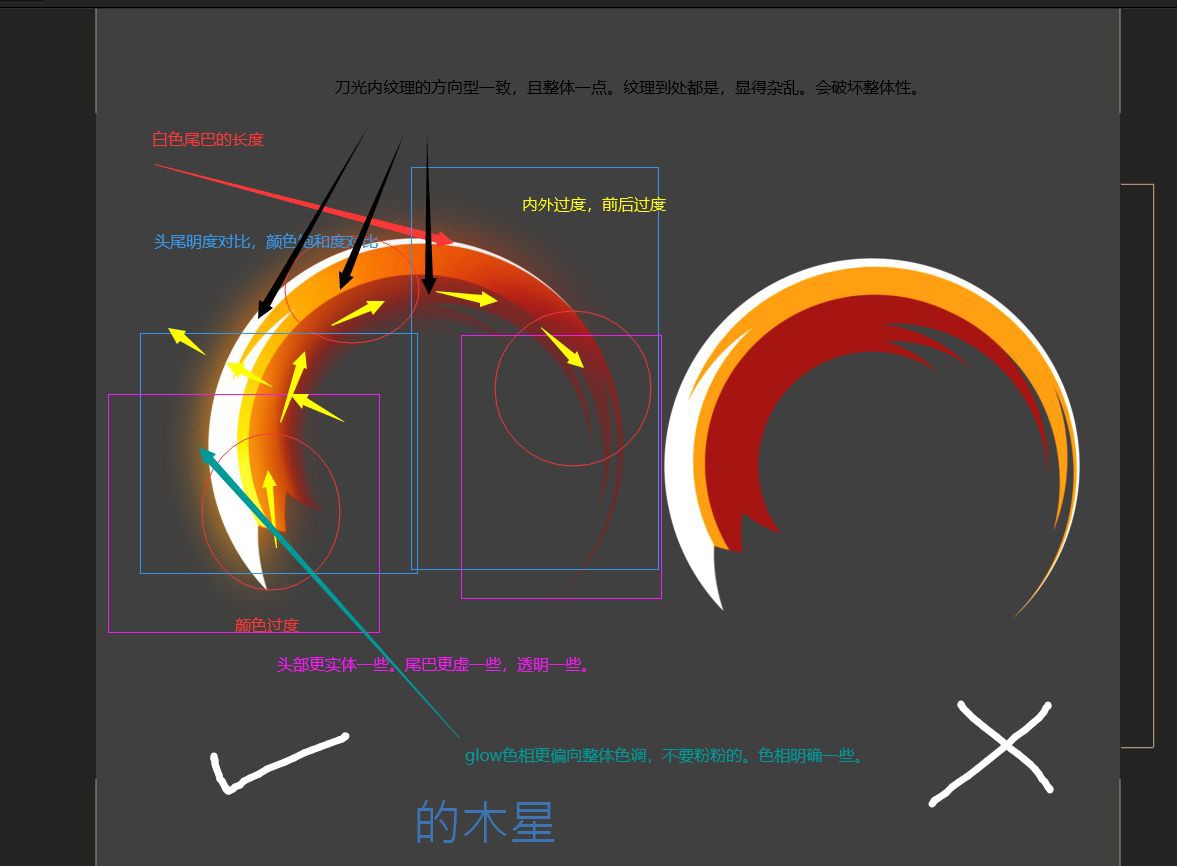 刀光内纹理的方向型一致，且整体一点。纹理到处都是，显得杂乱。会破坏整体性。
白色尾巴的长度
内外过度，前后过度
头尾明度对比，颜色饱和度对比
颜色过度
头部更实体一些。尾巴更虚一些，透明一些。
glow色相更偏向整体色调，不要粉粉的。色相明确一些。
的木星